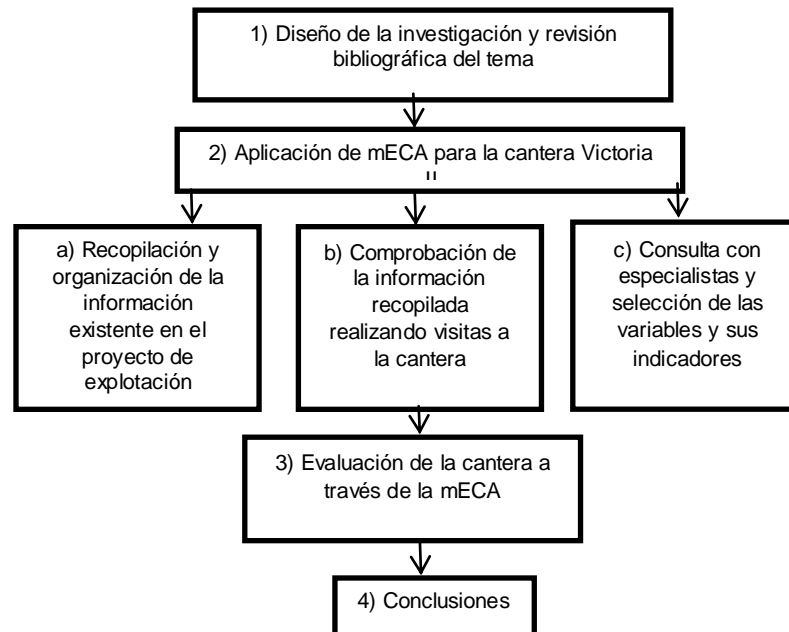 1) Diseño de la investigación y revisión
bibliográfica del tema
2) Aplicación de mECA para la cantera Victoria
II
a) Recopilación y
organización de la
información
existente en el
proyecto de
explotación
b) Comprobación de
la información
recopilada
realizando visitas a
la cantera
c) Consulta con
especialistas y
selección de las
variables y sus
indicadores
3) Evaluación de la cantera a
través de la mECA
4) Conclusiones